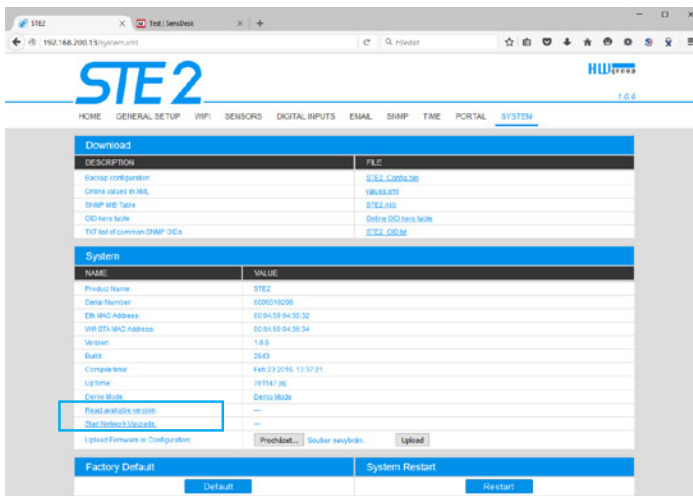 STE2
Test | SensDesk
192.168.200.13/system.xml
Hledat
STE2
HWgroup
1.0.6
HOME GENERAL SETUP WIFI SENSORS DIGITAL INPUTS EMAIL SNMP TIME PORTAL SYSTEM
Download
DESCRIPTION FILE
Backup configuration STE2_Config.bin
Online values in XML values.xml
SNMP MIB Table STE2.mib
OID keys table Online OID keys table
TXT list of common SNMP OIDs STE2_OID.txt
System
NAME VALUE
Product Name: STE2
Serial Number:
Eth MAC Address:
Wifi STA MAC Address:
Version:
Build:
Compile time:
UpTime:
Demo Mode: Demo Mode
Read available version: ---
Start Network Upgrade: ---
Upload Firmware or Configuration: Procházet... Soubor nevybrán. Upload
Factory Default System Restart
Default Restart